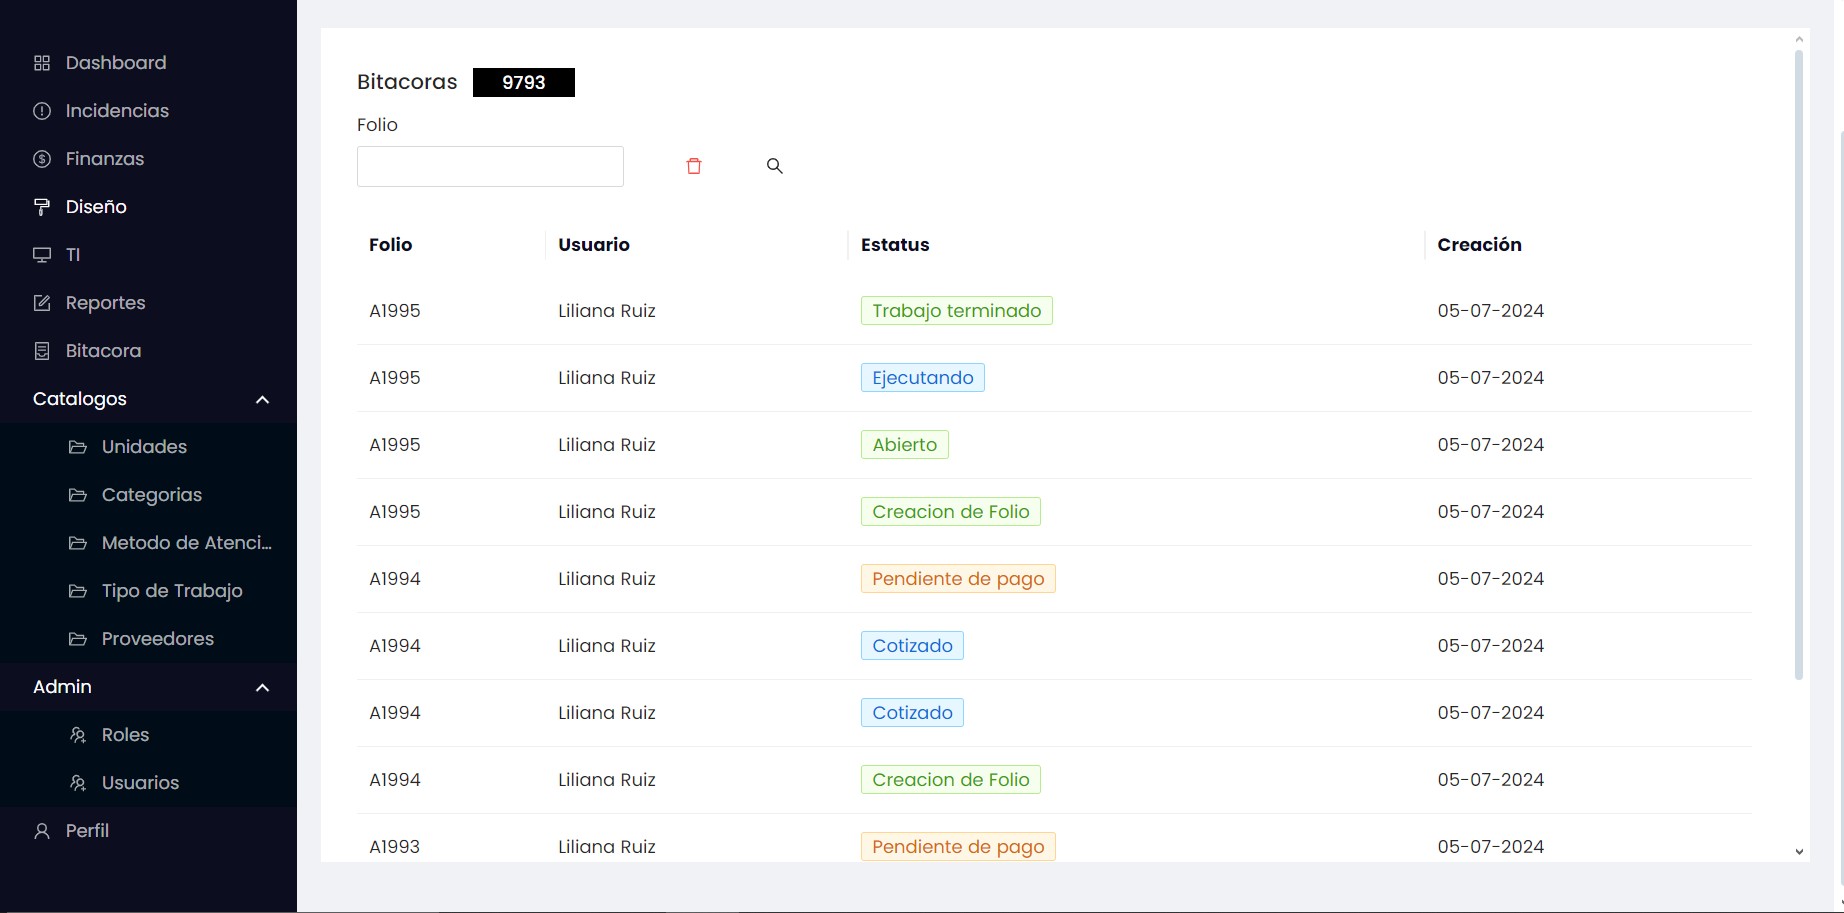 Dashboard
Incidencias
Finanzas
Diseño
TI
Reportes
Bitacora
Catalogos
Unidades
Categorias
Metodo de Atenci...
Tipo de Trabajo
Proveedores
Admin
Roles
Usuarios
Perfil
Bitacoras 9793
Folio
Folio Usuario Estatus Creación
A1995 Liliana Ruiz Trabajo terminado 05-07-2024
A1995 Liliana Ruiz Ejecutando 05-07-2024
A1995 Liliana Ruiz Abierto 05-07-2024
A1995 Liliana Ruiz Creacion de Folio 05-07-2024
A1994 Liliana Ruiz Pendiente de pago 05-07-2024
A1994 Liliana Ruiz Cotizado 05-07-2024
A1994 Liliana Ruiz Cotizado 05-07-2024
A1994 Liliana Ruiz Creacion de Folio 05-07-2024
A1993 Liliana Ruiz Pendiente de pago 05-07-2024